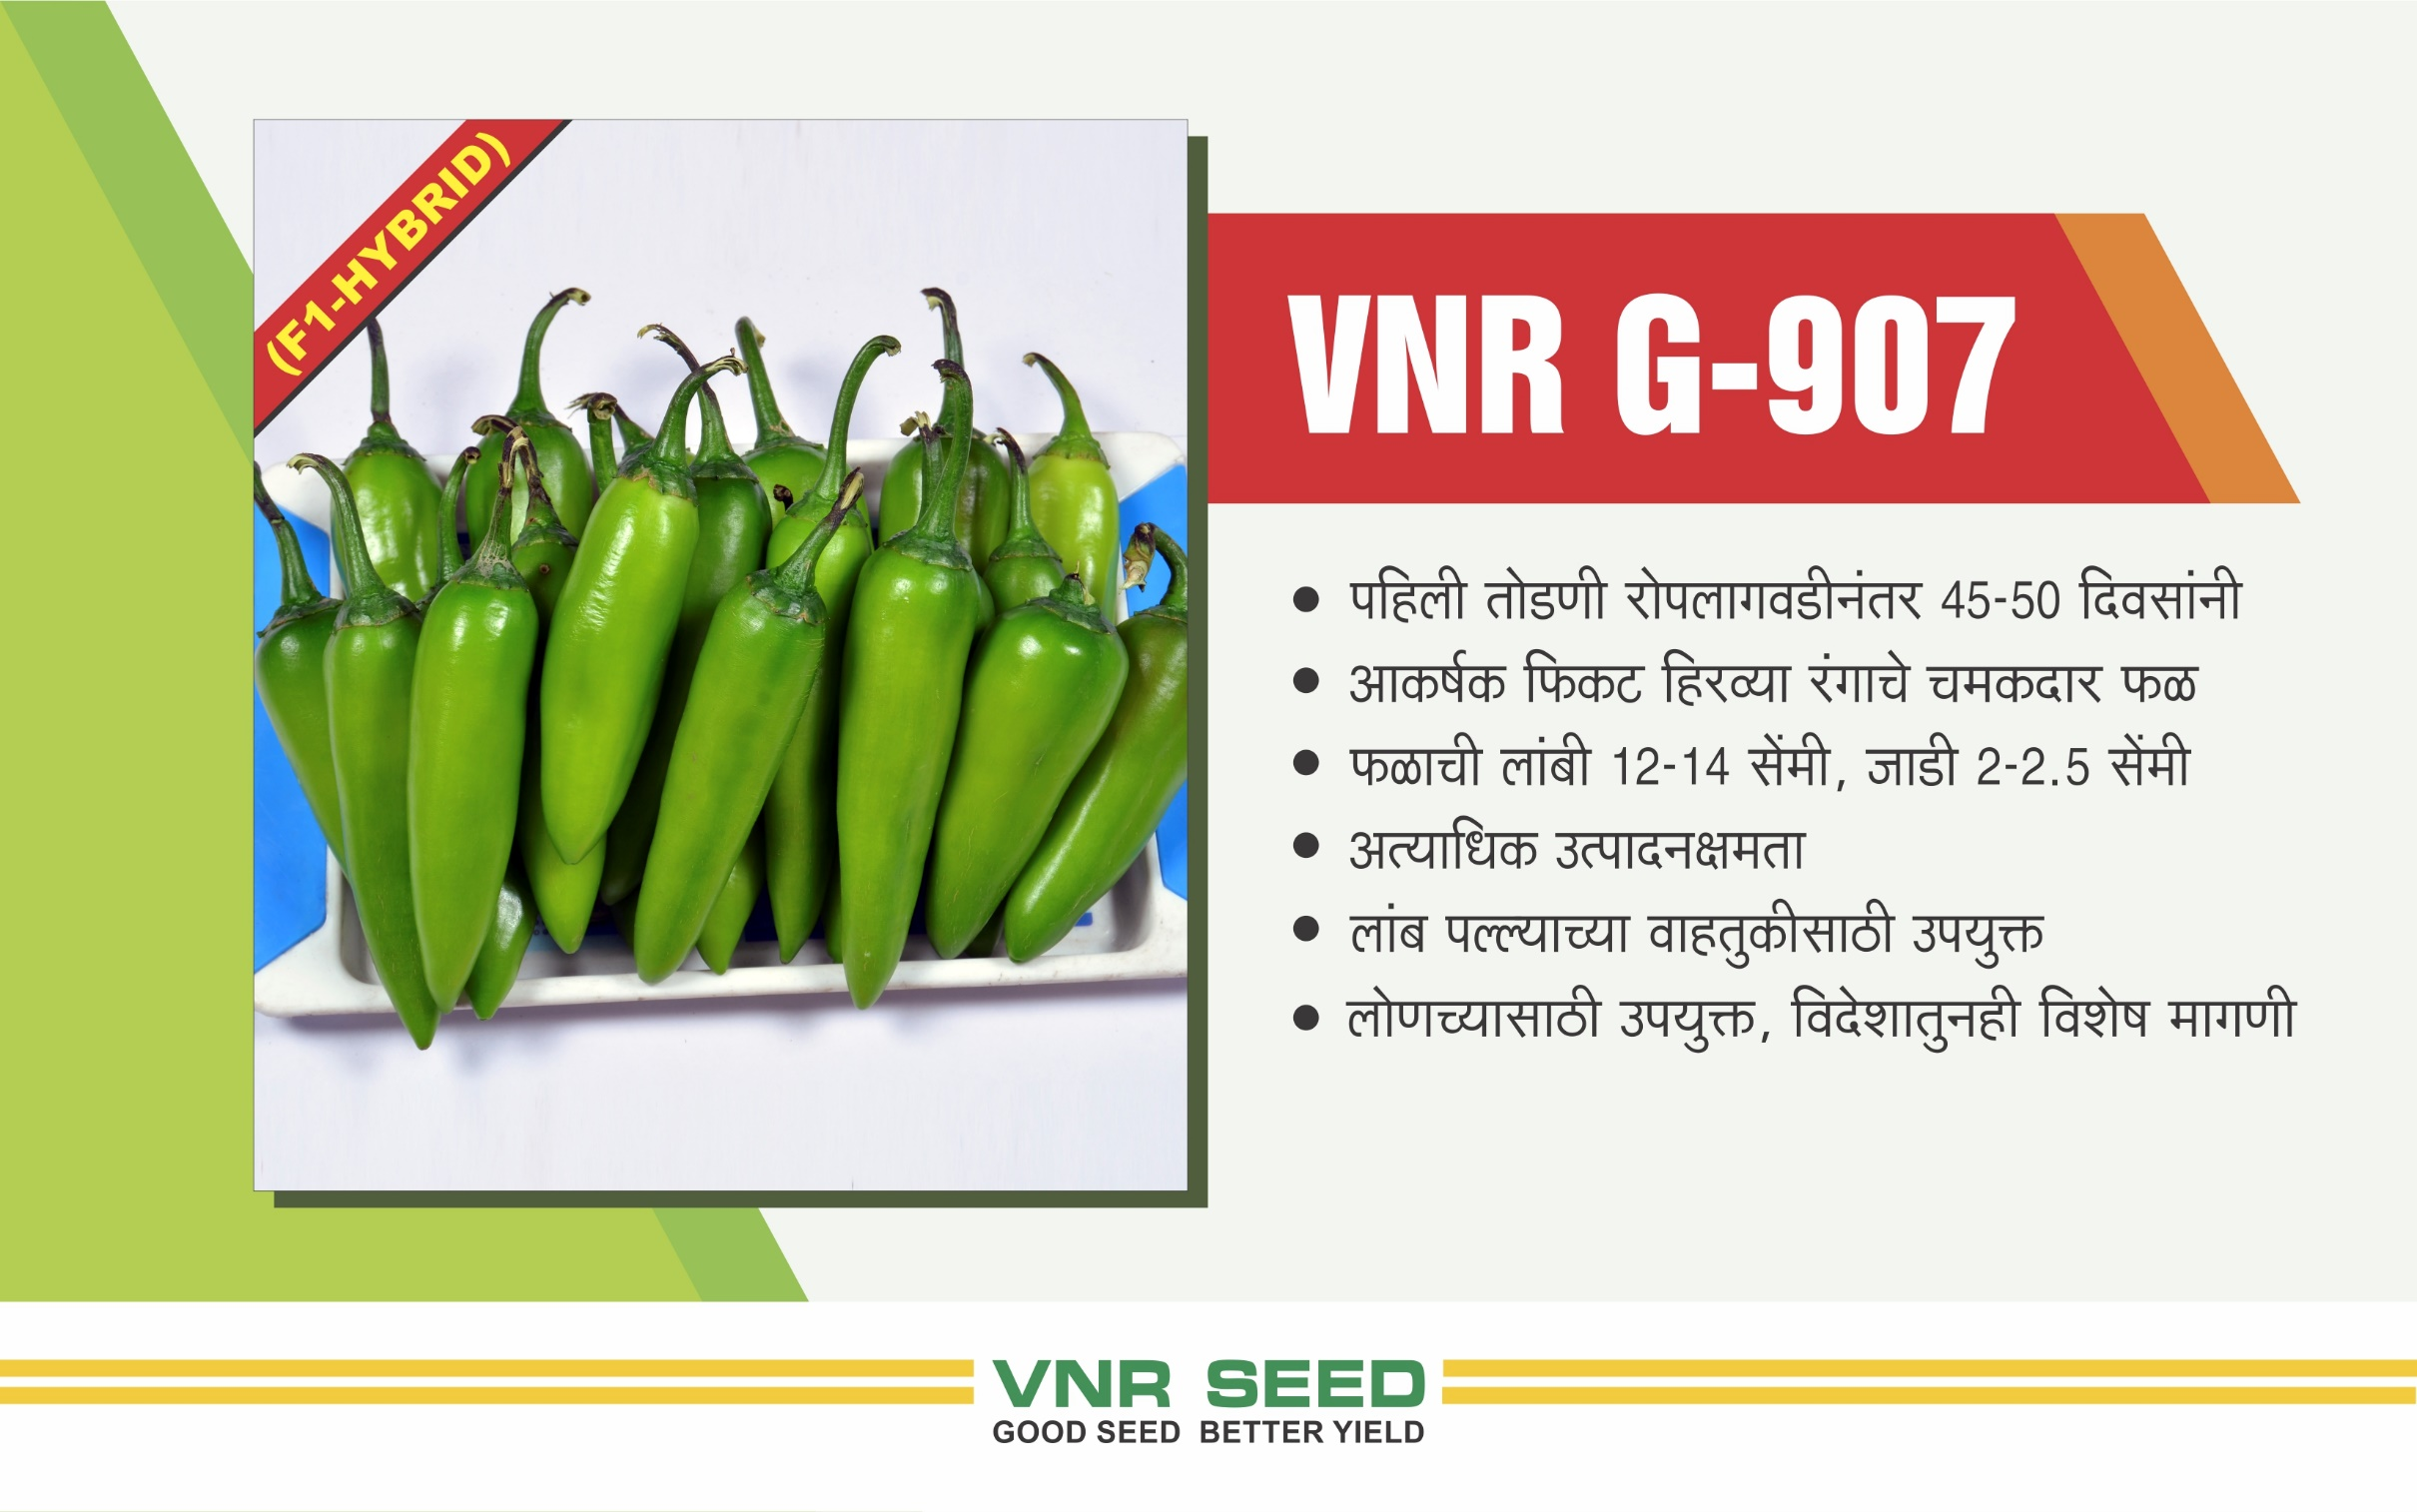 (F1-HYBRID)
VNR G-907
● पहिली तोडणी रोपलागवडीनंतर 45-50 दिवसांनी
● आकर्षक फिकट हिरव्या रंगाचे चमकदार फळ
● फळाची लांबी 12-14 सेंमी, जाडी 2-2.5 सेंमी
● अत्याधिक उत्पादनक्षमता
● लांब पल्ल्याच्या वाहतुकीसाठी उपयुक्त
● लोणच्यासाठी उपयुक्त, विदेशातुनही विशेष मागणी
VNR SEED
GOOD SEED BETTER YIELD